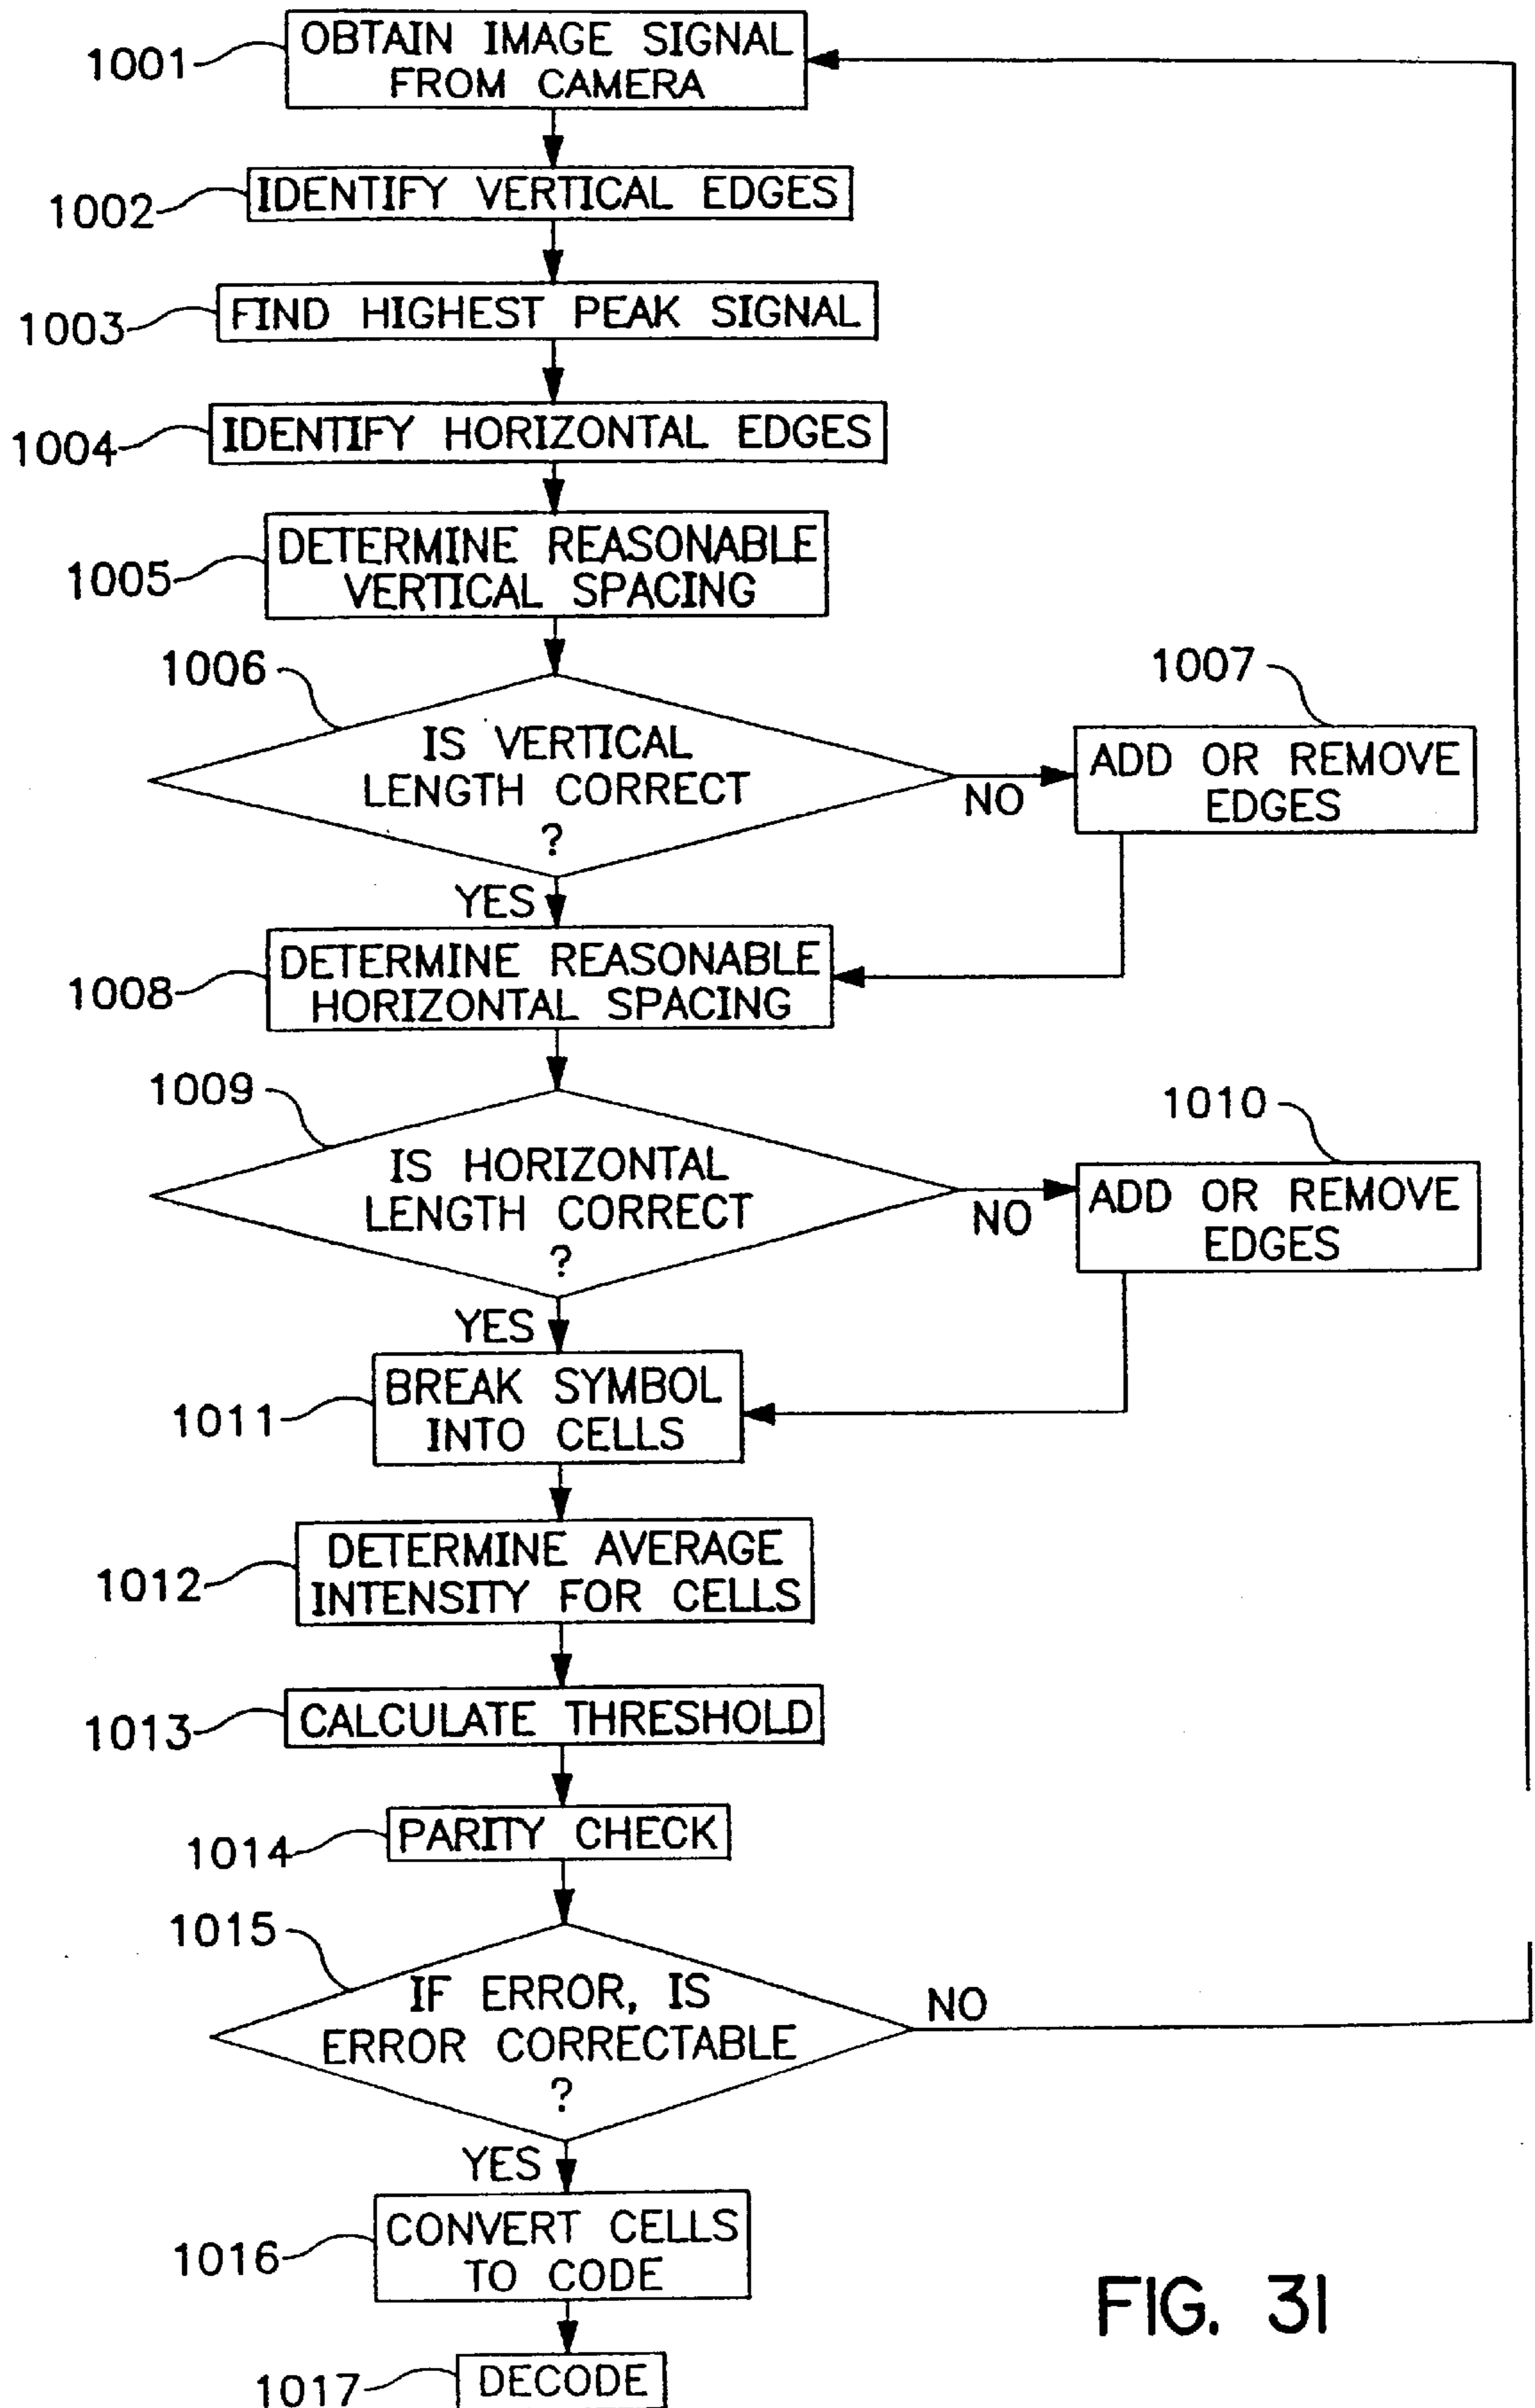 1001
OBTAIN IMAGE SIGNAL
FROM CAMERA
1002
IDENTIFY VERTICAL EDGES
1003
FIND HIGHEST PEAK SIGNAL
1004
IDENTIFY HORIZONTAL EDGES
1005
DETERMINE REASONABLE
VERTICAL SPACING
1006
IS VERTICAL
LENGTH CORRECT
?
NO
1007
ADD OR REMOVE
EDGES
YES
1008
DETERMINE REASONABLE
HORIZONTAL SPACING
1009
IS HORIZONTAL
LENGTH CORRECT
?
NO
1010
ADD OR REMOVE
EDGES
YES
1011
BREAK SYMBOL
INTO CELLS
1012
DETERMINE AVERAGE
INTENSITY FOR CELLS
1013
CALCULATE THRESHOLD
1014
PARITY CHECK
1015
IF ERROR, IS
ERROR CORRECTABLE
?
NO
YES
1016
CONVERT CELLS
TO CODE
1017
DECODE
FIG. 31